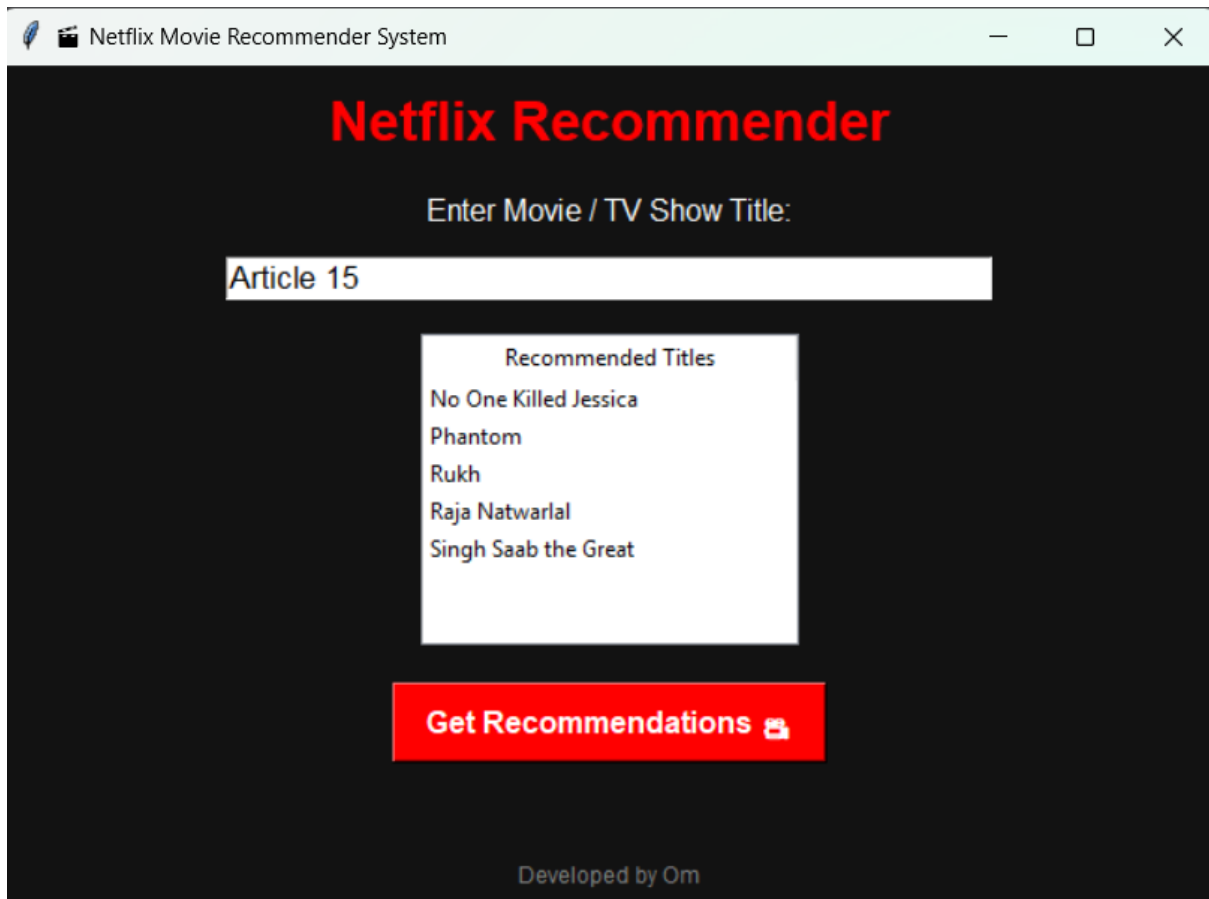 🎬 Netflix Movie Recommender System
Netflix Recommender
Enter Movie / TV Show Title:
Article 15
Recommended Titles
No One Killed Jessica
Phantom
Rukh
Raja Natwarlal
Singh Saab the Great
Get Recommendations 🎥
Developed by Om